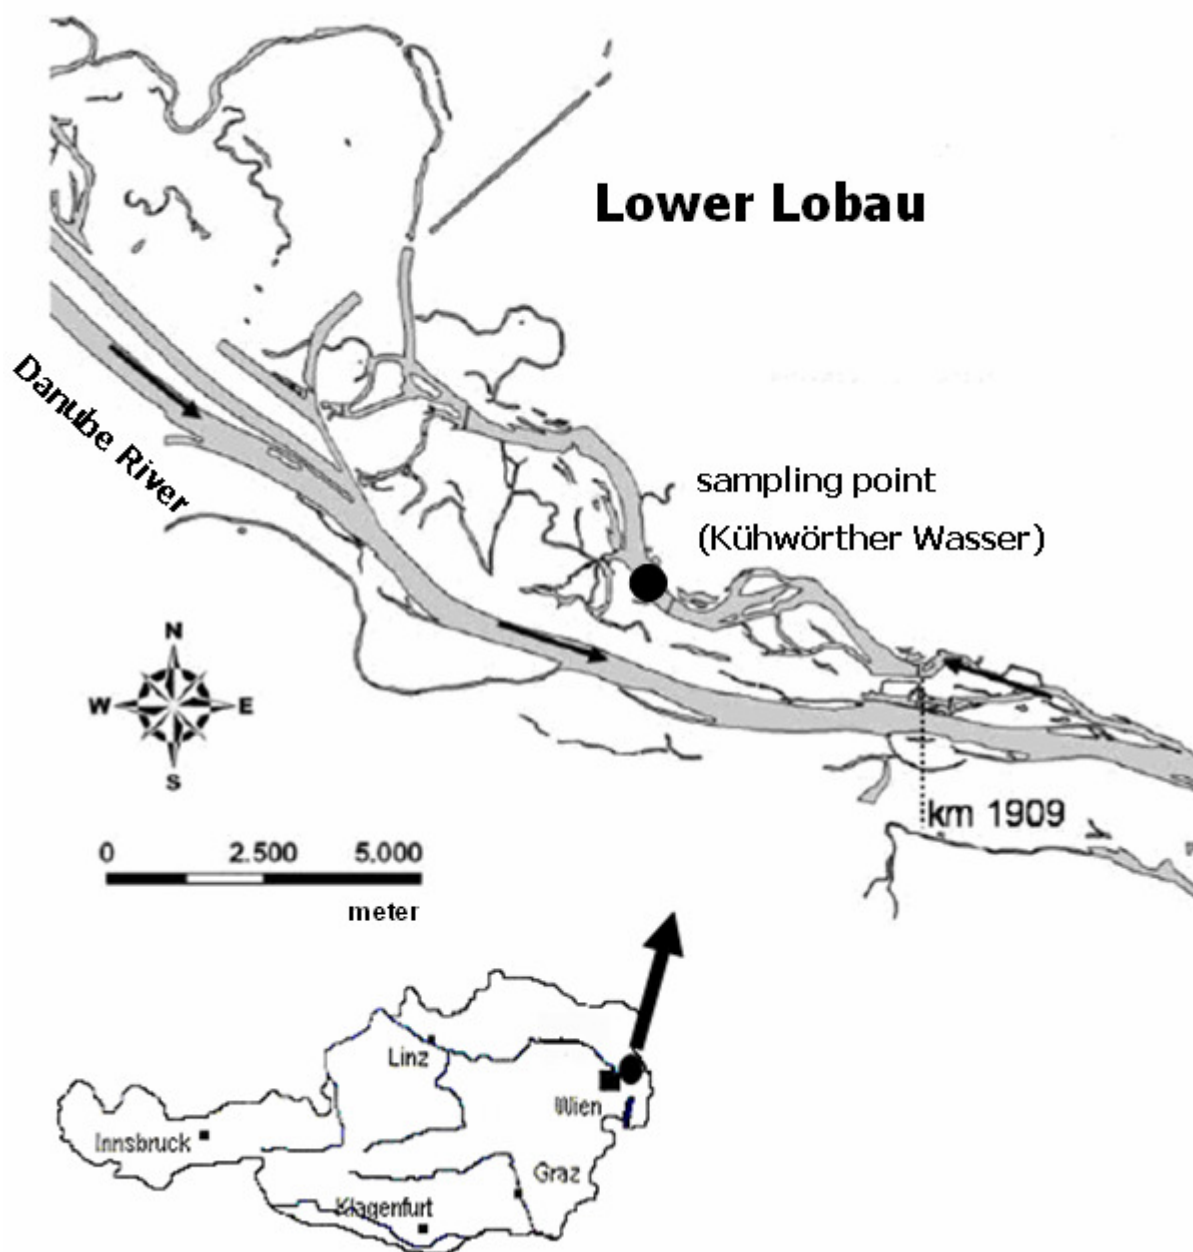 Lower Lobau
Danube River
sampling point
(Kühwörther Wasser)
N
W E
S
km 1909
0 2.500 5.000
meter
Linz
Wien
Innsbruck
Graz
Klagenfurt